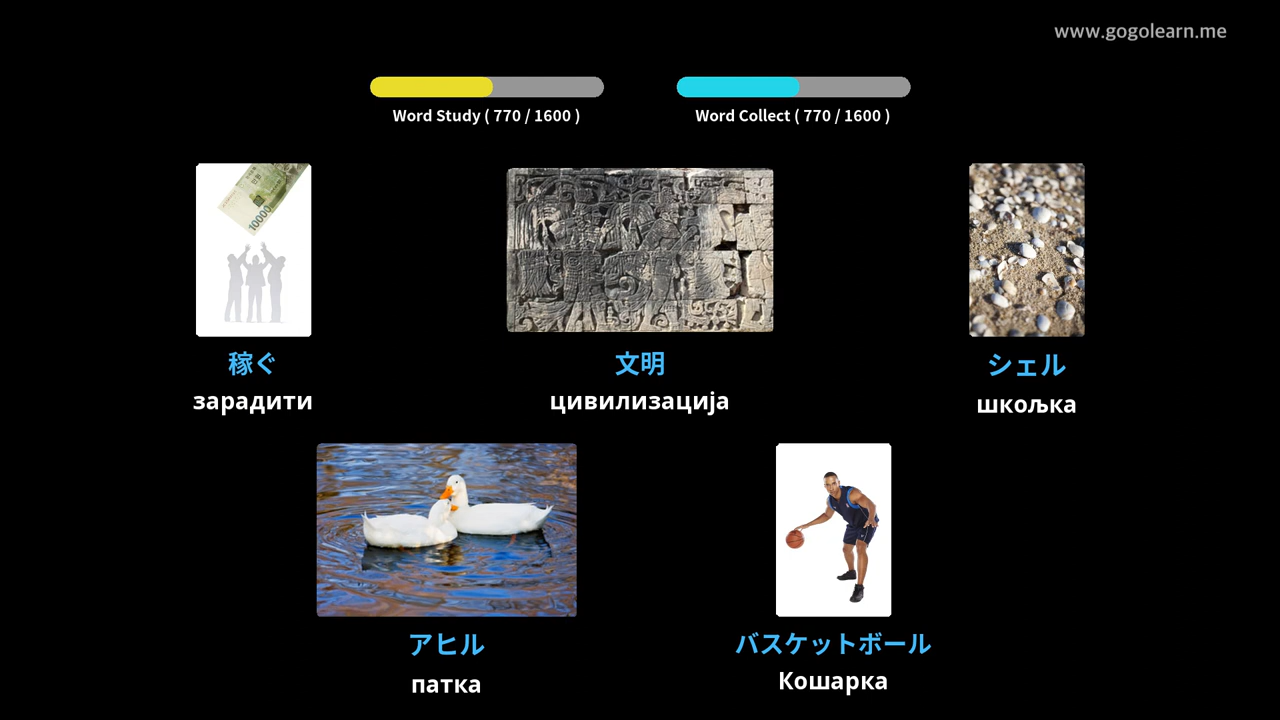 www.gogolearn.me
Word Study ( 770 / 1600 )
Word Collect ( 770 / 1600 )
10000
稼ぐ
зарадити
文明
цивилизација
シェル
шкољка
アヒル
патка
バスケットボール
Кошарка